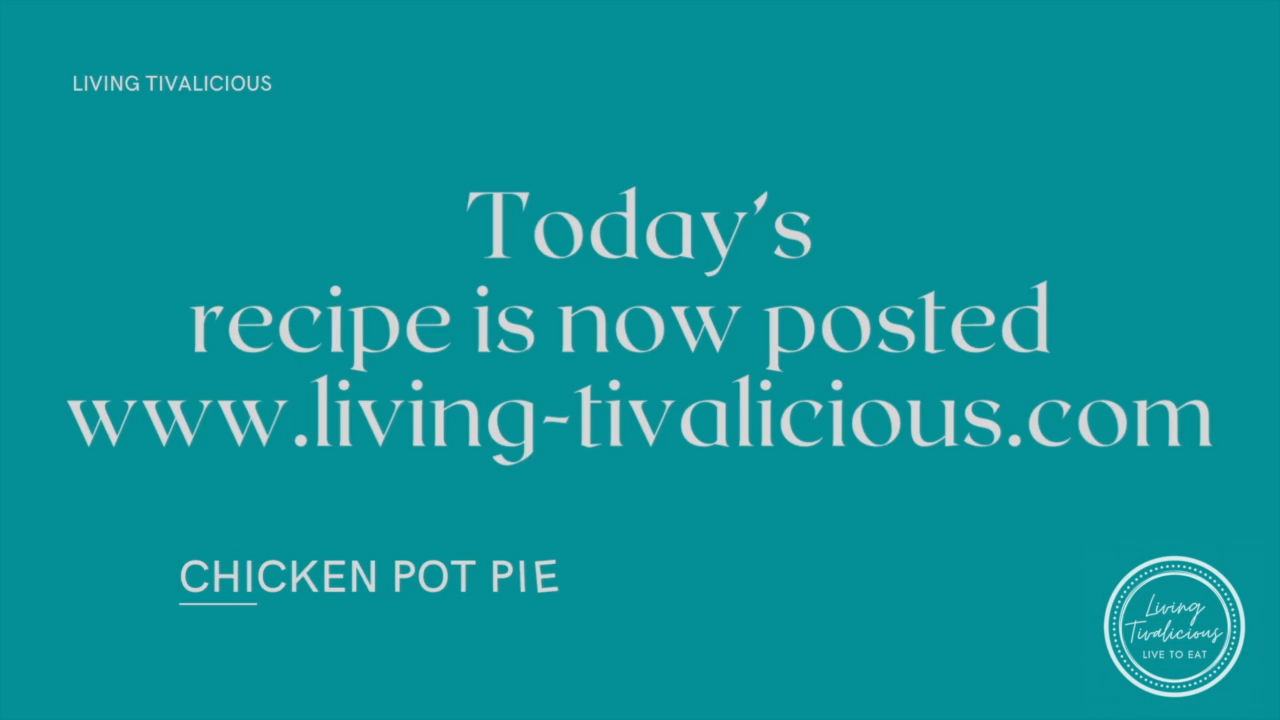 LIVING TIVALICIOUS
Today's
recipe is now posted
www.living-tivalicious.com
CHICKEN POT PIE
Living
Tivalicious
LIVE TO EAT